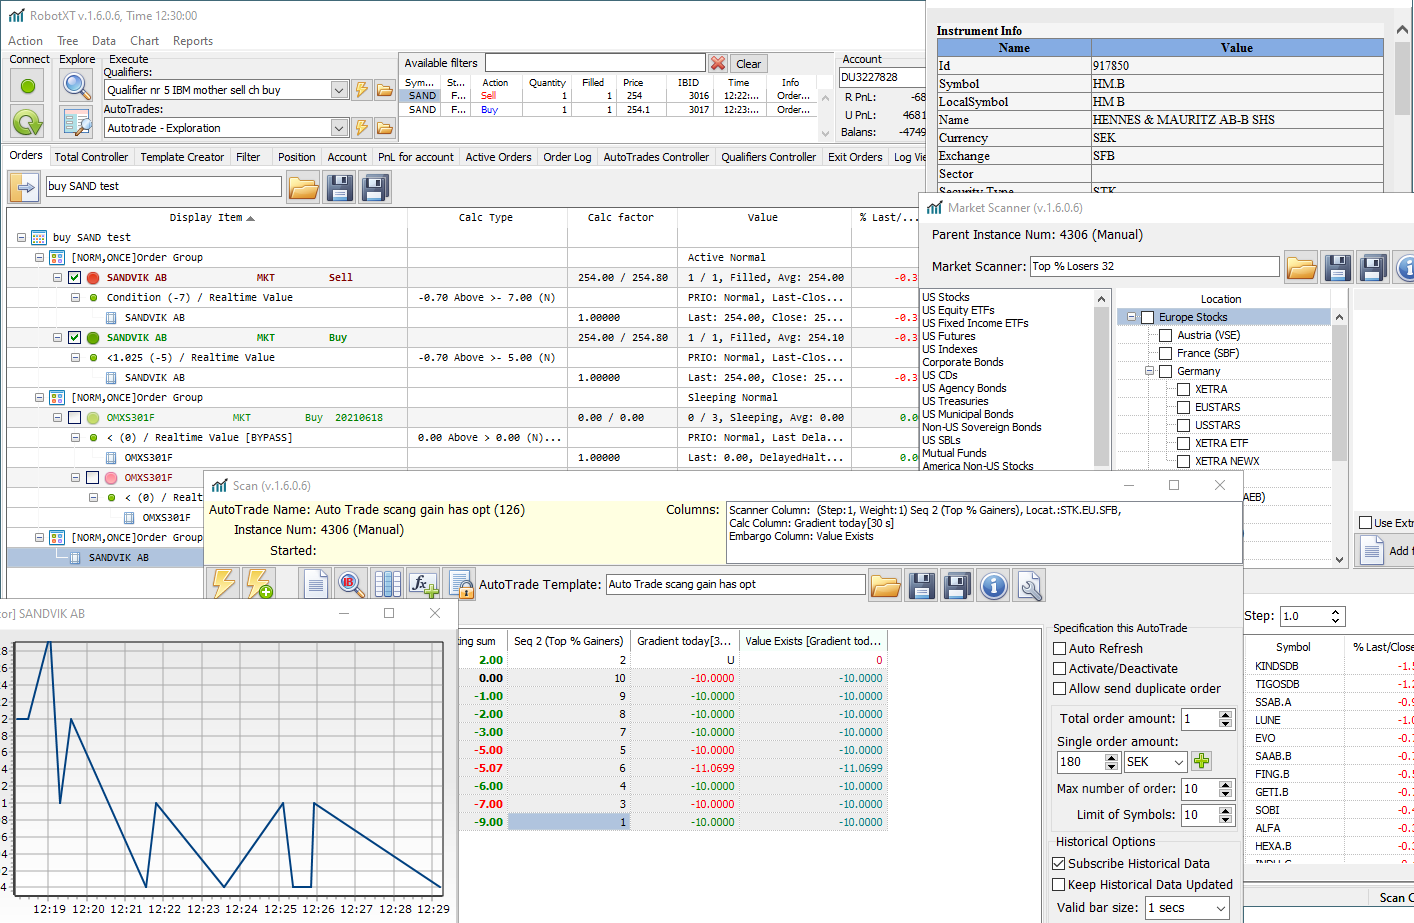 RobotXT v.1.6.0.6, Time 12:30:00
Action Tree Data Chart Reports
Connect Explore Execute
Qualifiers:
Qualifier nr 5 IBM mother sell ch buy
AutoTrades:
Autotrade - Exploration
Available filters Clear
Sym... St... Action Quantity Filled Price IBID Time Info
SAND F... Sell 1 1 254 3016 12:22:... Order...
SAND F... Buy 1 1 254.1 3017 12:23:... Order...
Account
DU3227828
R PnL: -68
U PnL: 4681
Balans: -4749
Orders Total Controller Template Creator Filter Position Account PnL for account Active Orders Order Log AutoTrades Controller Qualifiers Controller Exit Orders Log Vie
buy SAND test
Display Item Calc Type Calc factor Value % Last/...
buy SAND test
[NORM,ONCE]Order Group Active Normal
SANDVIK AB MKT Sell 254.00 / 254.80 1 / 1, Filled, Avg: 254.00 -0.3
Condition (-7) / Realtime Value -0.70 Above >- 7.00 (N) PRIO: Normal, Last-Clos...
SANDVIK AB 1.00000 Last: 254.00, Close: 25... -0.3
SANDVIK AB MKT Buy 254.00 / 254.80 1 / 1, Filled, Avg: 254.10 -0.3
<1.025 (-5) / Realtime Value -0.70 Above >- 5.00 (N) PRIO: Normal, Last-Clos...
SANDVIK AB 1.00000 Last: 254.00, Close: 25... -0.3
[NORM,ONCE]Order Group Sleeping Normal
OMXS301F MKT Buy 20210618 0.00 / 0.00 0 / 3, Sleeping, Avg: 0.00 0.0
< (0) / Realtime Value [BYPASS] 0.00 Above > 0.00 (N)... PRIO: Normal, Last Dela...
OMXS301F 1.00000 Last: 0.00, DelayedHalt... 0.0
OMXS301F
< (0) / Realt
OMXS301F
[NORM,ONCE]Order Group
SANDVIK AB
Instrument Info
Name Value
Id 917850
Symbol HM.B
LocalSymbol HM B
Name HENNES & MAURITZ AB-B SHS
Currency SEK
Exchange SFB
Sector
Security Type STK
Market Scanner (v.1.6.0.6)
Parent Instance Num: 4306 (Manual)
Market Scanner: Top % Losers 32
US Stocks
US Equity ETFs
US Fixed Income ETFs
US Futures
US Indexes
Corporate Bonds
US CDs
US Agency Bonds
US Treasuries
US Municipal Bonds
Non-US Sovereign Bonds
US SBLs
Mutual Funds
America Non-US Stocks
Location
Europe Stocks
Austria (VSE)
France (SBF)
Germany
XETRA
EUSTARS
USSTARS
XETRA ETF
XETRA NEWX
AEB)
Use Extr
Add f
Step: 1.0
Symbol % Last/Close
KINDSDB -1.5
TIGOSDB -1.2
SSAB.A -0.9
LUNE -1.0
EVO -0.7
SAAB.B -0.7
FING.B -0.5
GETI.B -0.7
SOBI -0.4
ALFA -0.3
HEXA.B -0.3
Scan C
Scan (v.1.6.0.6)
AutoTrade Name: Auto Trade scang gain has opt (126)
Instance Num: 4306 (Manual)
Started:
Columns: Scanner Column: (Step:1, Weight:1) Seq 2 (Top % Gainers), Locat.:STK.EU.SFB,
Calc Column: Gradient today[30 s]
Embargo Column: Value Exists
AutoTrade Template: Auto Trade scang gain has opt
ing sum Seq 2 (Top % Gainers) Gradient today[3... Value Exists [Gradient tod...
2.00 2 U 0
0.00 10 -10.0000 -10.0000
-1.00 9 -10.0000 -10.0000
-2.00 8 -10.0000 -10.0000
-3.00 7 -10.0000 -10.0000
-5.00 5 -10.0000 -10.0000
-5.07 6 -11.0699 -11.0699
-6.00 4 -10.0000 -10.0000
-7.00 3 -10.0000 -10.0000
-9.00 1 -10.0000 -10.0000
Specification this AutoTrade
Auto Refresh
Activate/Deactivate
Allow send duplicate order
Total order amount: 1
Single order amount:
180 SEK
Max number of order: 10
Limit of Symbols: 10
Historical Options
Subscribe Historical Data
Keep Historical Data Updated
Valid bar size: 1 secs
tor] SANDVIK AB
8
6
4
2
2
8
6
4
1
8
6
4
2
4
12:19 12:20 12:21 12:22 12:23 12:24 12:25 12:26 12:27 12:28 12:29